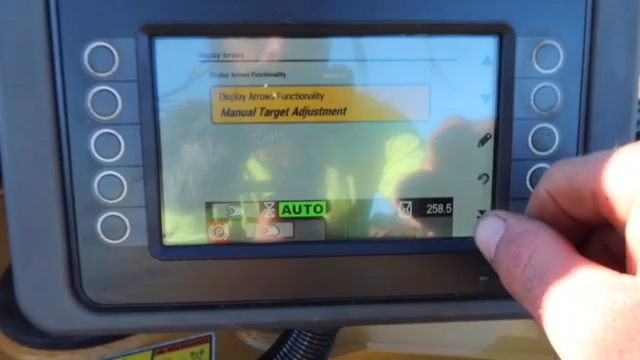 Display Arrows
Display Arrows Functionality
Display Arrows Functionality
Manual Target Adjustment
AUTO
258.5
P